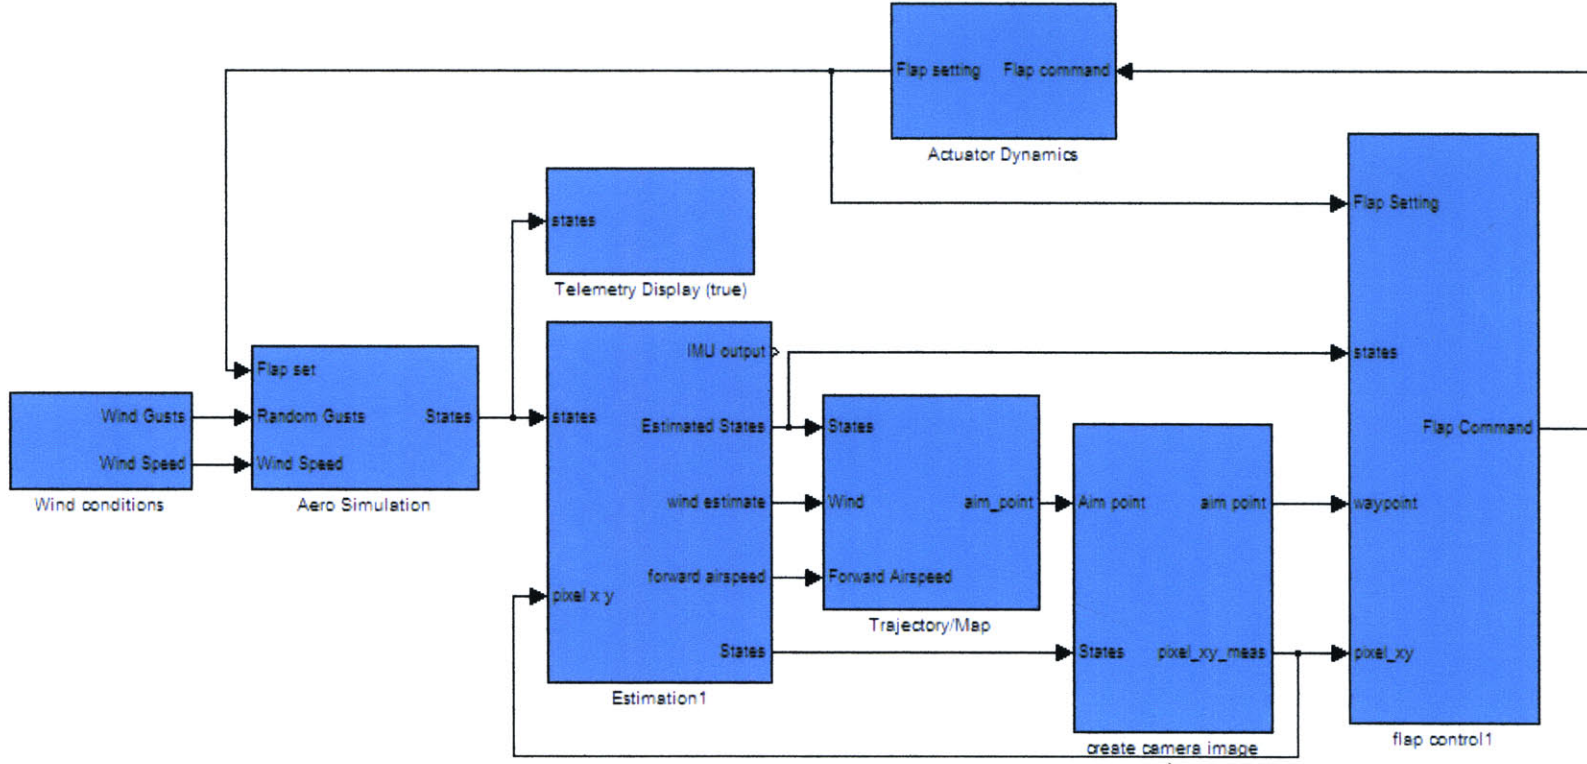 Flap setting
Flap command
Actuator Dynamics
Flap Setting
states
Telemetry Display (true)
IMU output
states
Flap set
Wind Gusts
Random Gusts
States
states
Estimated States
States
Flap Command
Wind Speed
Wind Speed
Wind conditions
Aero Simulation
wind estimate
Wind
aim_point
Aim point
aim point
waypoint
forward airspeed
Forward Airspeed
pixel x y
Trajectory/Map
States
States
pixel_xy_meas
pixel_xy
Estimation1
create camera image
flap control1